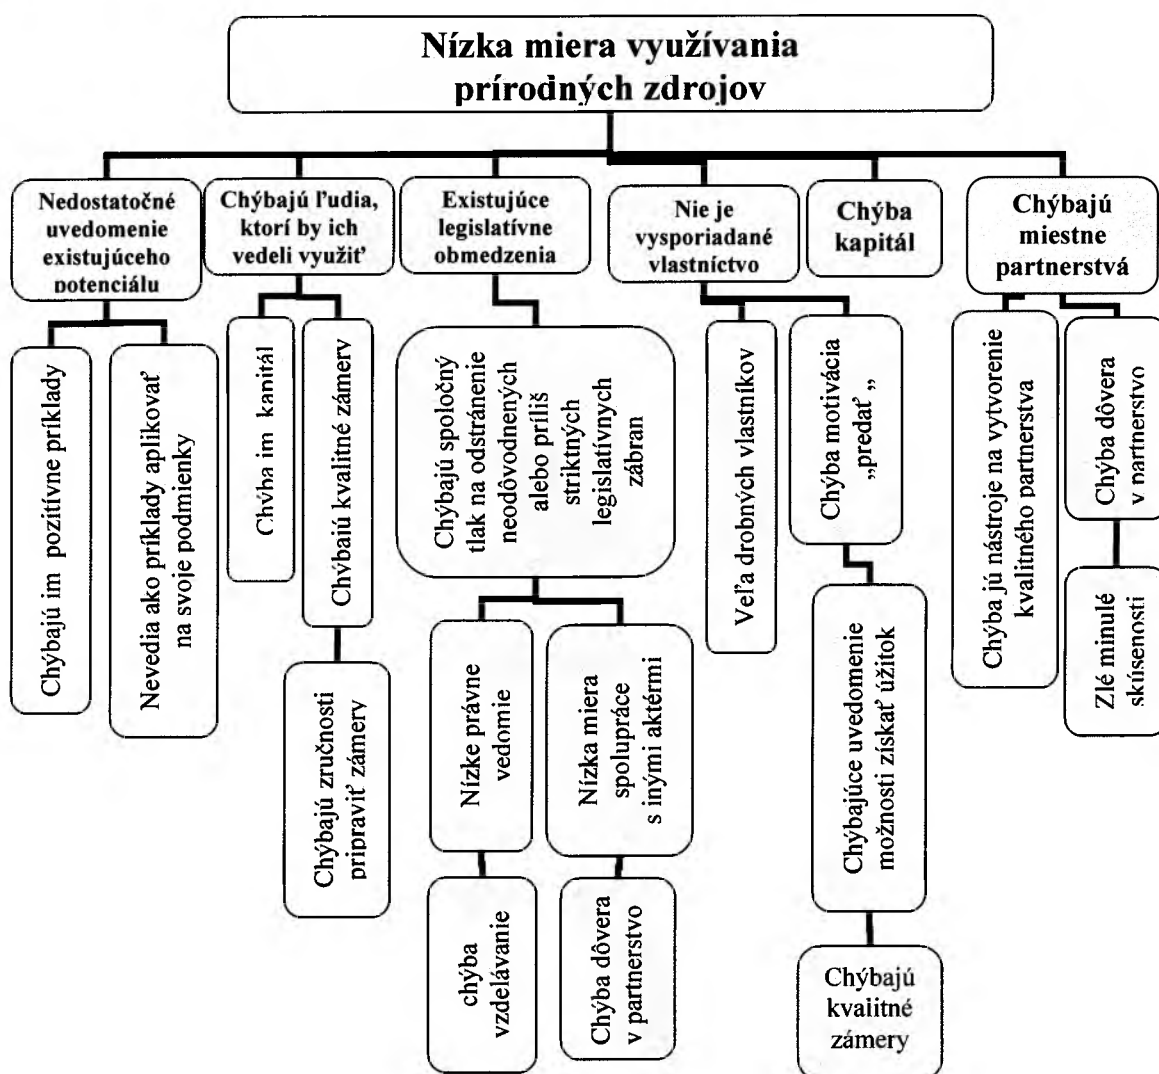 Nízka miera využívania
prírodných zdrojov
Nedostatočné
uvedomenie
existujúceho
potenciálu
Chýbajú ľudia,
ktorí by ich
vedeli využiť
Existujúce
legislatívne
obmedzenia
Nie je
vysporiadané
vlastníctvo
Chýba
kapitál
Chýbajú
miestne
partnerstvá
Chýbajú im pozitívne príklady
Nevedia ako príklady aplikovať
na svoje podmienky
Chýba im kapitál
Chýbajú kvalitné zámery
Chýbajú zručnosti
pripraviť zámery
Chýbajú spoločný
tlak na odstránenie
neodôvodnených
alebo príliš
striktných
legislatívnych
zábran
Nízke právne
vedomie
chýba
vzdelávanie
Nízka miera
spolupráce
s inými aktérmi
Chýba dôvera
v partnerstvo
Veľa drobných vlastníkov
Chýba motivácia
„predať „
Chýbajúce uvedomenie
možnosti získať úžitok
Chýbajú
kvalitné
zámery
Chýba jú nástroje na vytvorenie
kvalitného partnerstva
Chýba dôvera
v partnerstvo
Zlé minulé
skúsenosti